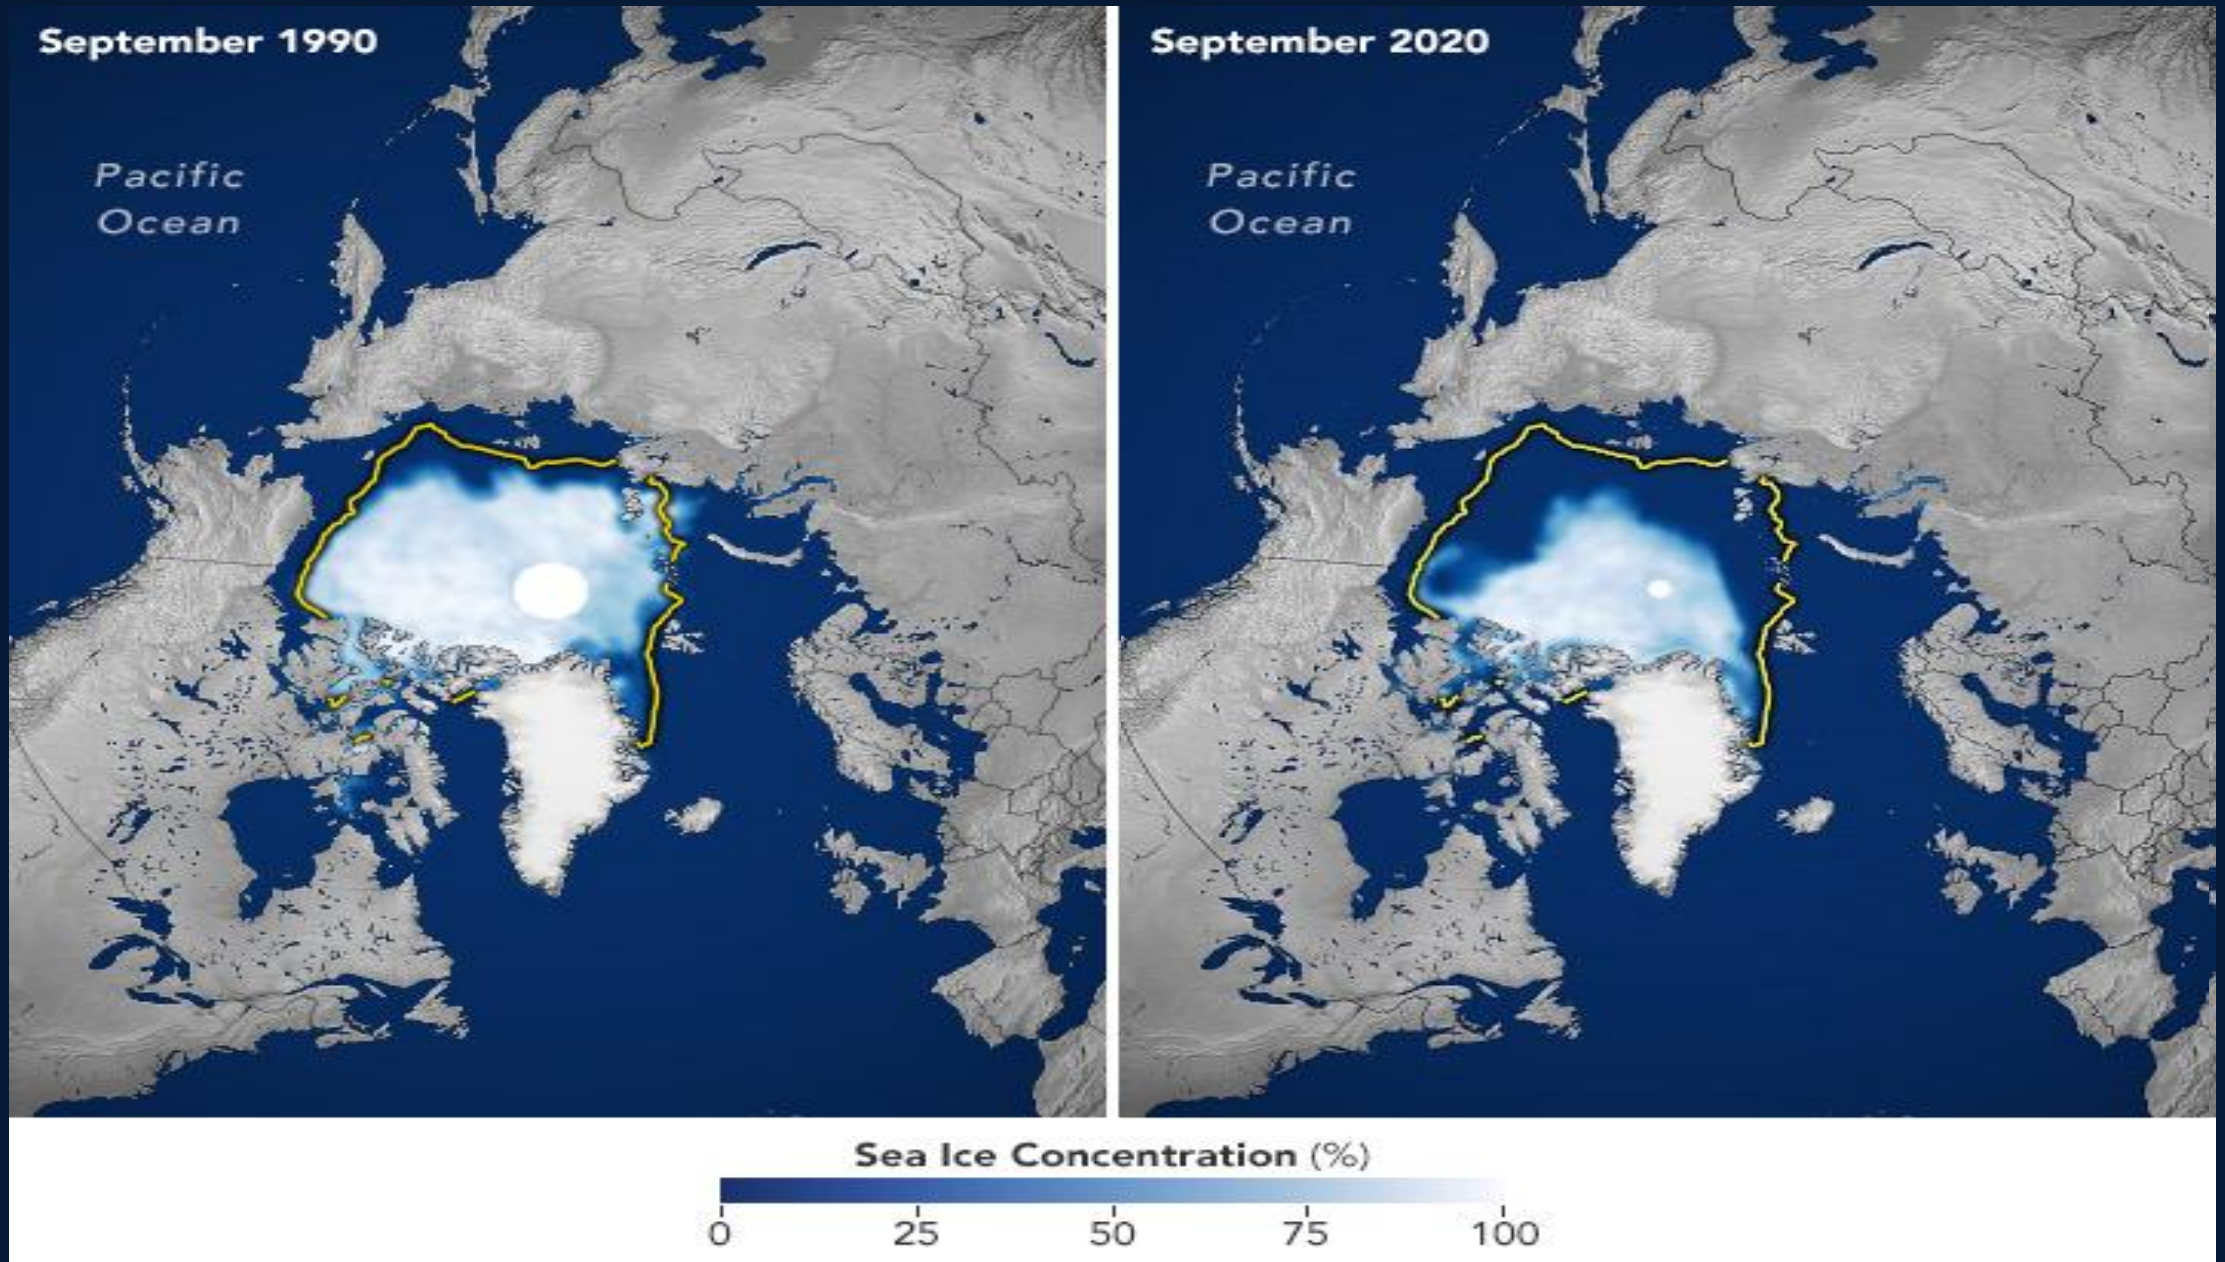 September 1990
Pacific
Ocean
September 2020
Pacific
Ocean
Sea Ice Concentration (%)
0 25 50 75 100